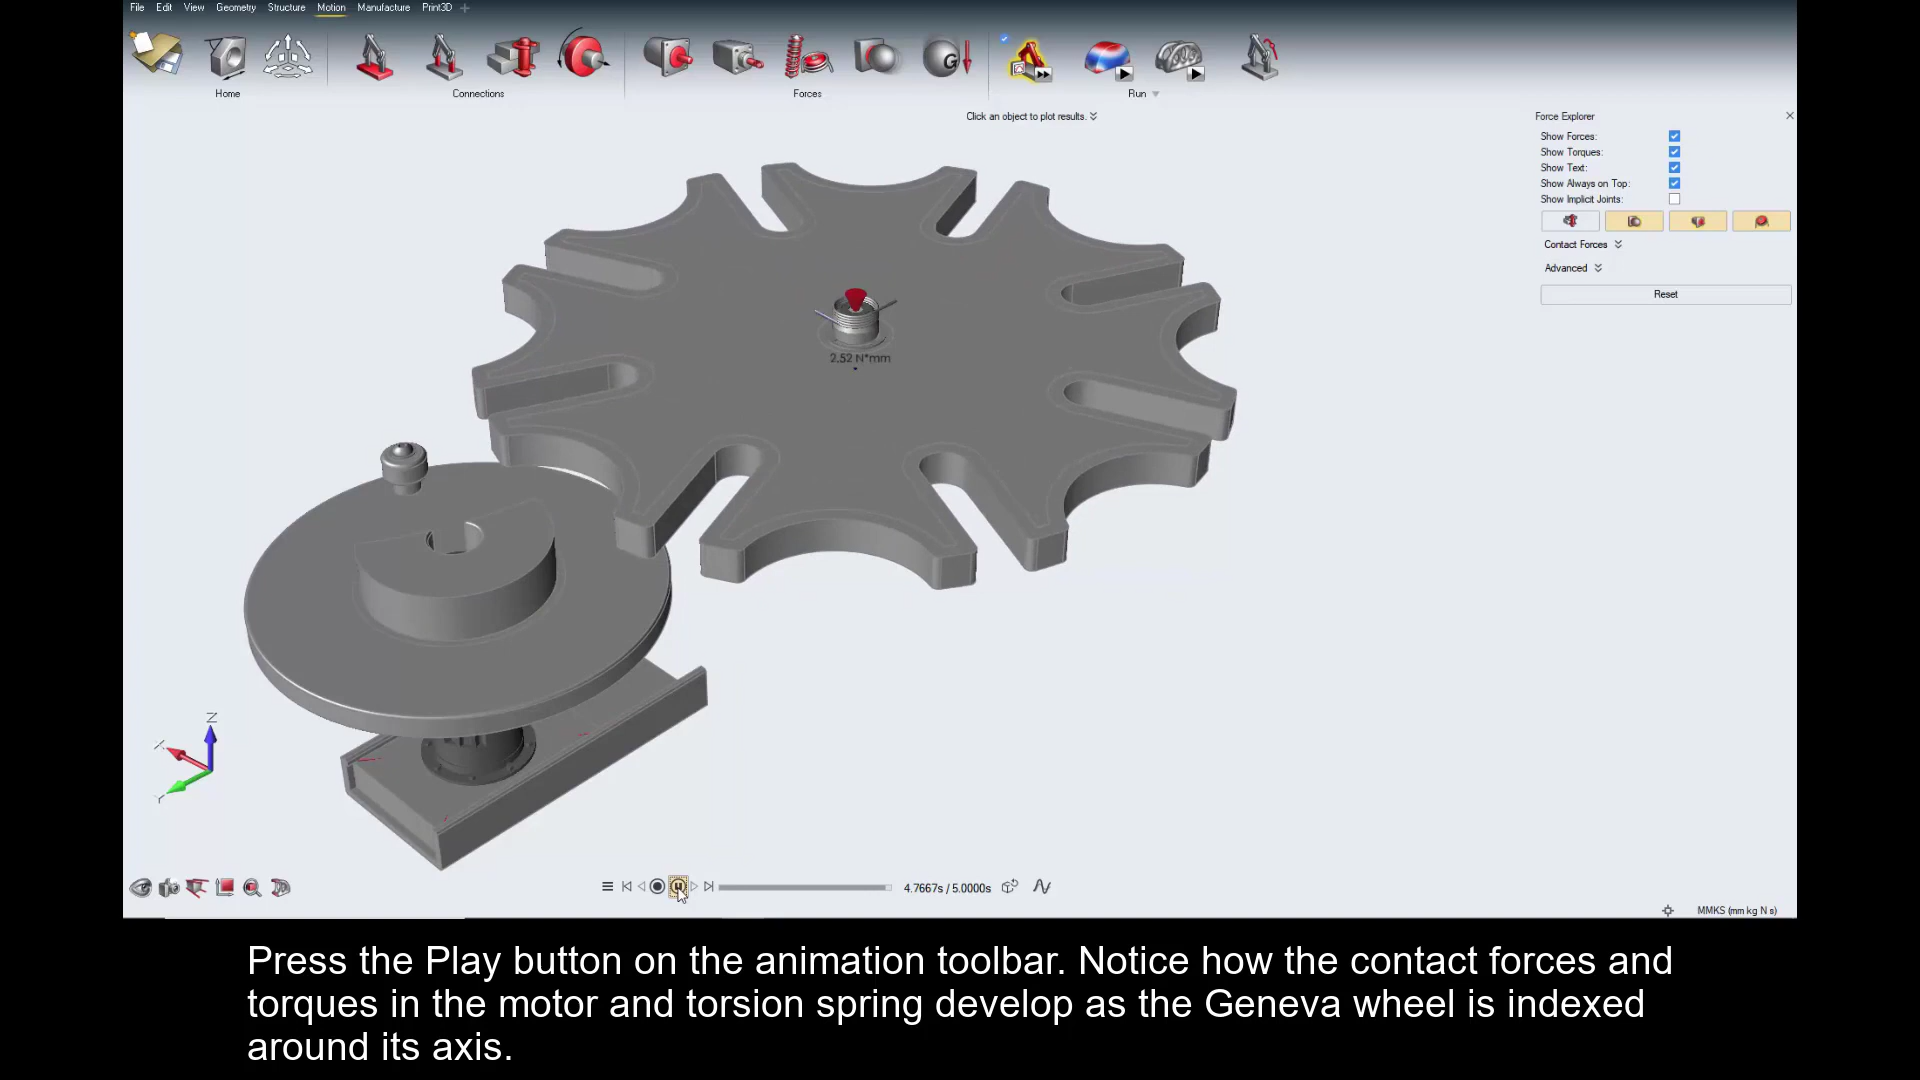 File Edit View Geometry Structure Motion Manufacture Print3D
G
Home Connections Forces Run
Click an object to plot results.
Force Explorer
Show Forces:
Show Torques:
Show Text:
Show Always on Top:
Show Implicit Joints:
Contact Forces
Advanced
Reset
2.52 N*mm
Z
X
Y
4.7667s / 5.0000s
MMKS (mm kg N s)
Press the Play button on the animation toolbar. Notice how the contact forces and
torques in the motor and torsion spring develop as the Geneva wheel is indexed
around its axis.